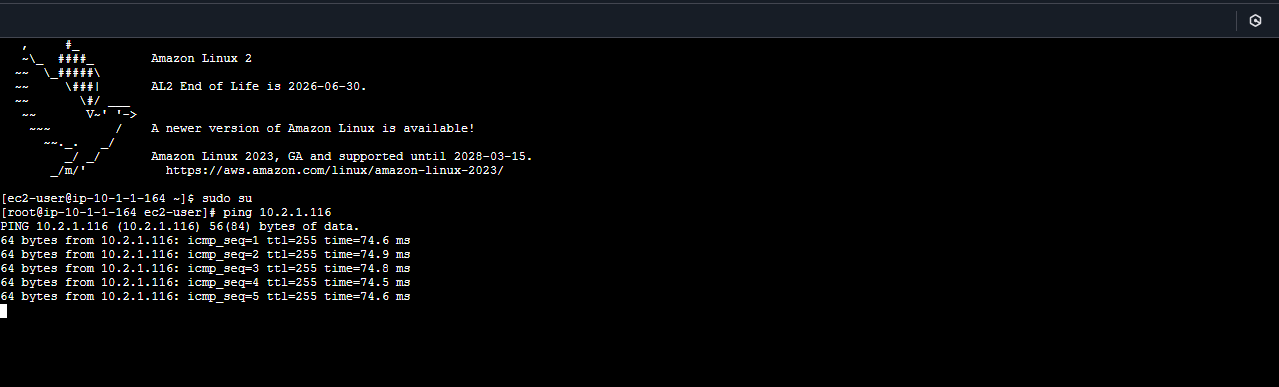 ,     #_
   ~\_  ####_        Amazon Linux 2
  ~~  \_#####\
  ~~     \###|       AL2 End of Life is 2026-06-30.
  ~~       \#/ ___
   ~~       V~' '->
    ~~~         /    A newer version of Amazon Linux is available!
      ~~._.   _/
         _/ _/       Amazon Linux 2023, GA and supported until 2028-03-15.
       _/m/'           https://aws.amazon.com/linux/amazon-linux-2023/
[ec2-user@ip-10-1-1-164 ~]$ sudo su
[root@ip-10-1-1-164 ec2-user]# ping 10.2.1.116
PING 10.2.1.116 (10.2.1.116) 56(84) bytes of data.
64 bytes from 10.2.1.116: icmp_seq=1 ttl=255 time=74.6 ms
64 bytes from 10.2.1.116: icmp_seq=2 ttl=255 time=74.9 ms
64 bytes from 10.2.1.116: icmp_seq=3 ttl=255 time=74.8 ms
64 bytes from 10.2.1.116: icmp_seq=4 ttl=255 time=74.5 ms
64 bytes from 10.2.1.116: icmp_seq=5 ttl=255 time=74.6 ms